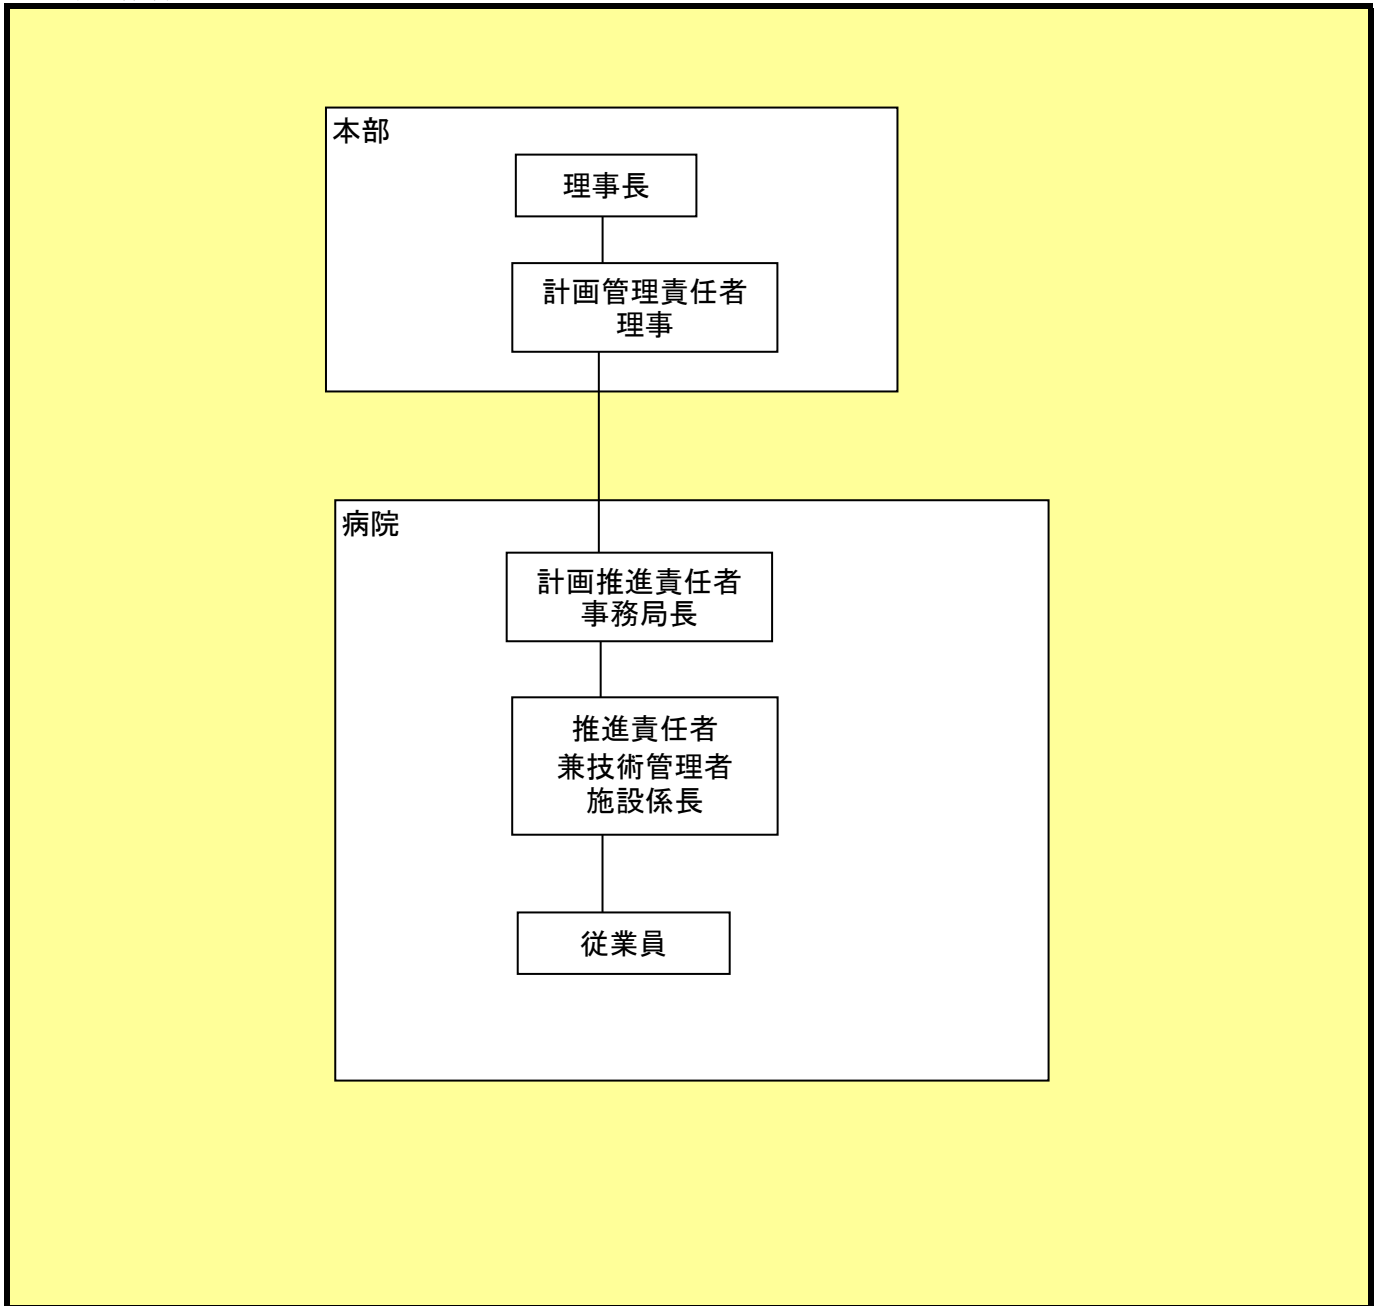 本部
理事長
計画管理責任者
理事
病院
計画推進責任者
事務局長
推進責任者
兼技術管理者
施設係長
従業員